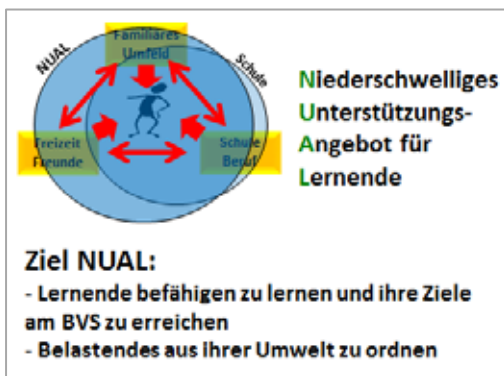 NUAL
Familiäres
Umfeld
Schule
Freizeit
Freunde
Schule
Beruf
Niederschwelliges
Unterstützungs-
Angebot für
Lernende
Ziel NUAL:
- Lernende befähigen zu lernen und ihre Ziele
am BVS zu erreichen
- Belastendes aus ihrer Umwelt zu ordnen